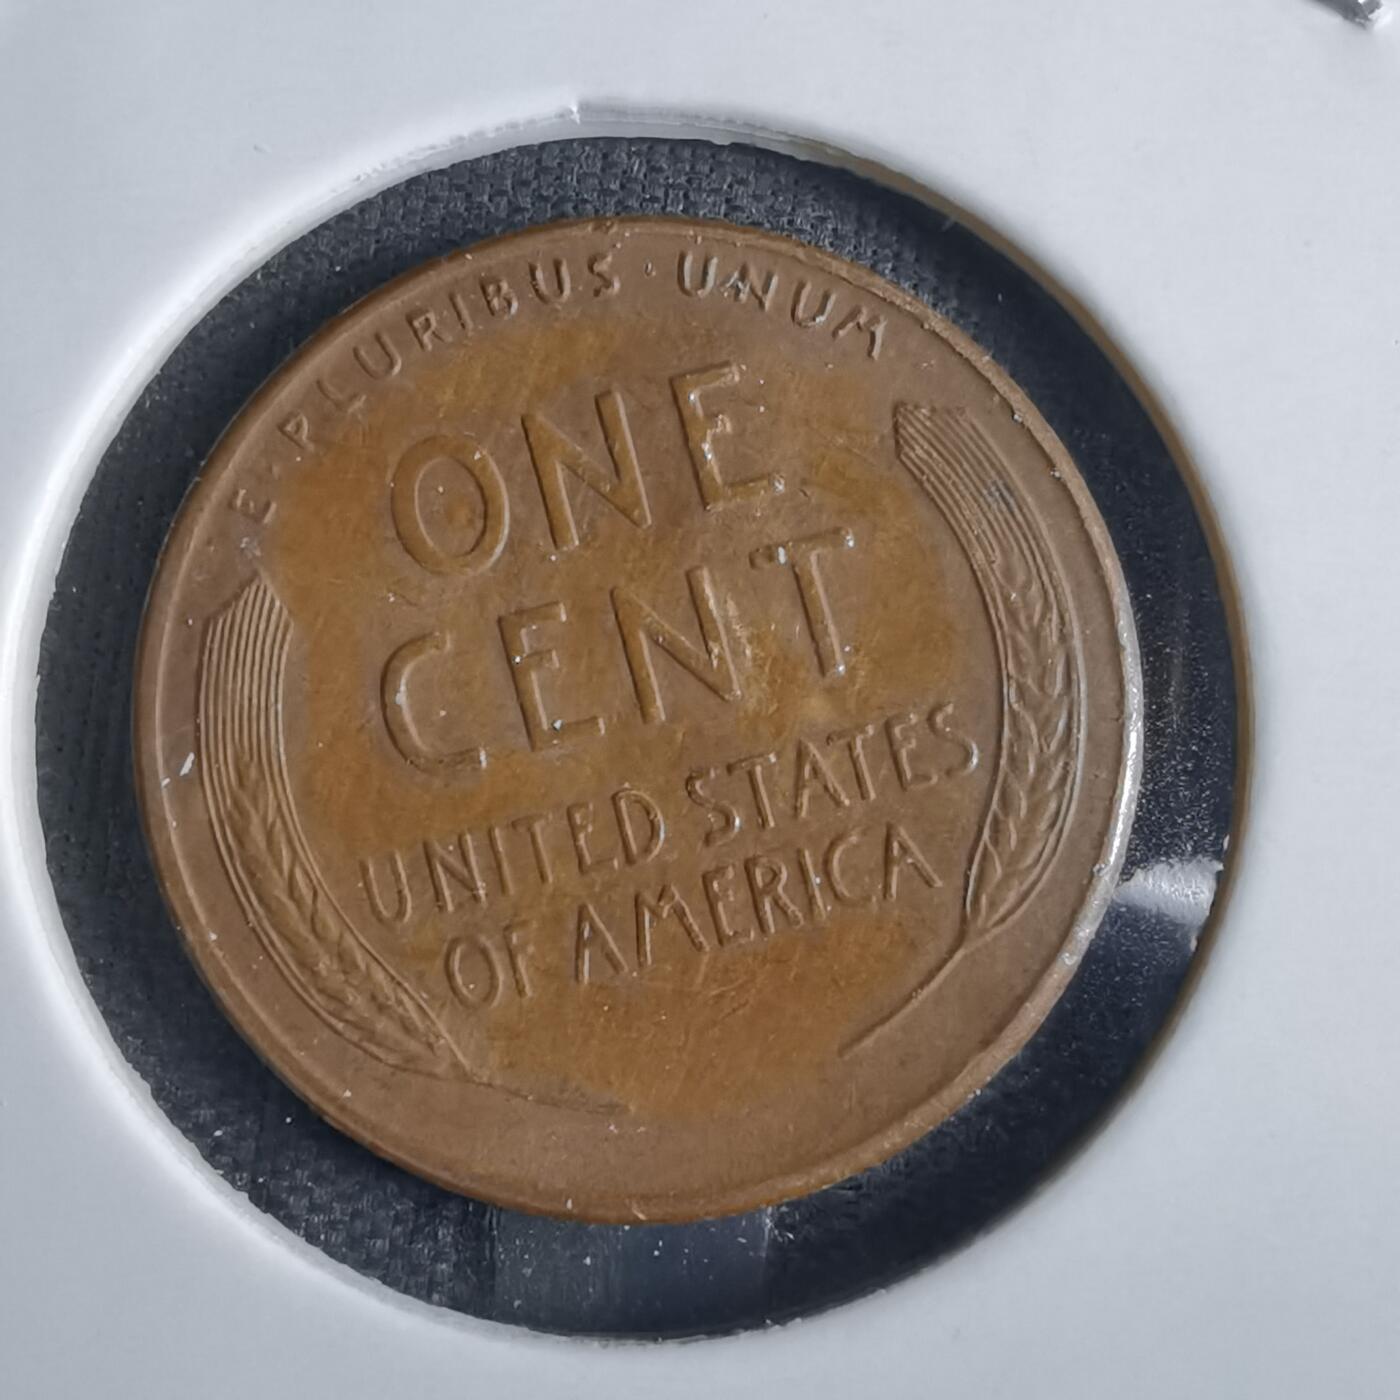 E·PLURIBUS·UNUM
ONE
CENT
UNITED STATES
OF AMERICA